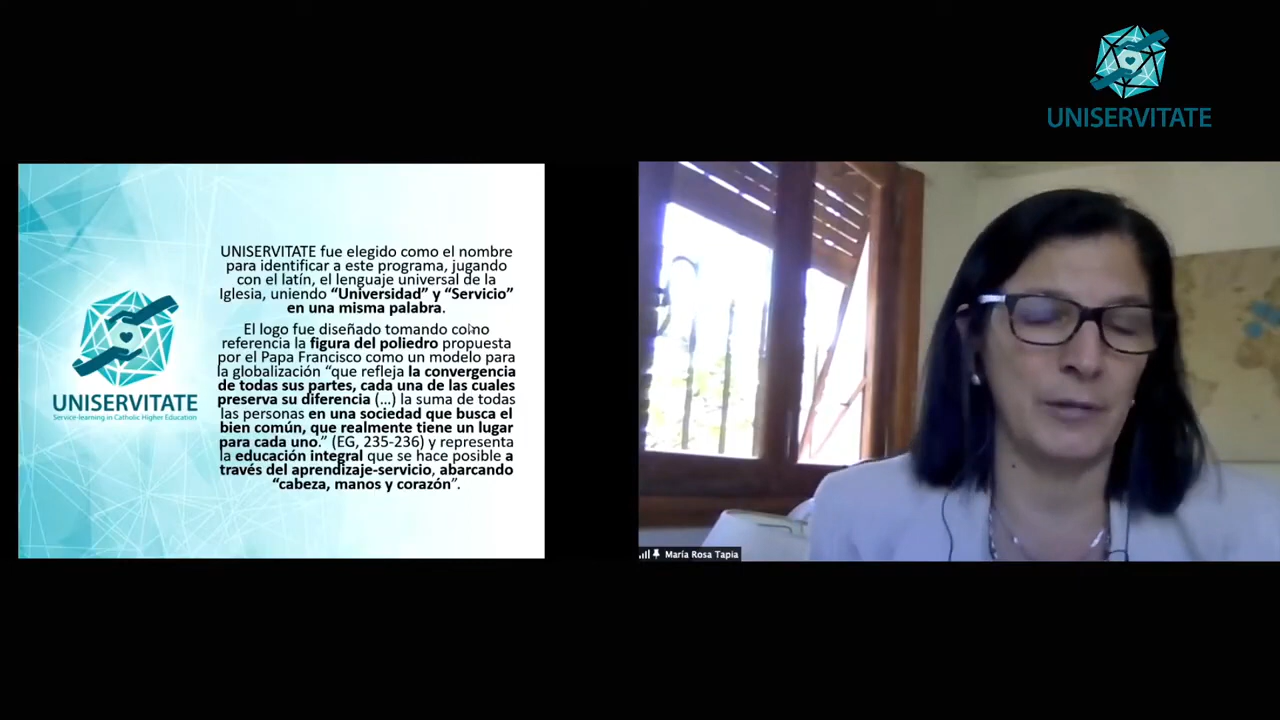 UNISERVITATE
UNISERVITATE fue elegido como el nombre
para identificar a este programa, jugando
con el latín, el lenguaje universal de la
Iglesia, uniendo “Universidad” y “Servicio”
en una misma palabra.
El logo fue diseñado tomando como
referencia la figura del poliedro propuesta
por el Papa Francisco como un modelo para
la globalización “que refleja la convergencia
de todas sus partes, cada una de las cuales
preserva su diferencia (...) la suma de todas
las personas en una sociedad que busca el
bien común, que realmente tiene un lugar
para cada uno.” (EG, 235-236) y representa
la educación integral que se hace posible a
través del aprendizaje-servicio, abarcando
“cabeza, manos y corazón”.
UNISERVITATE
Service-learning in Catholic Higher Education
María Rosa Tapia